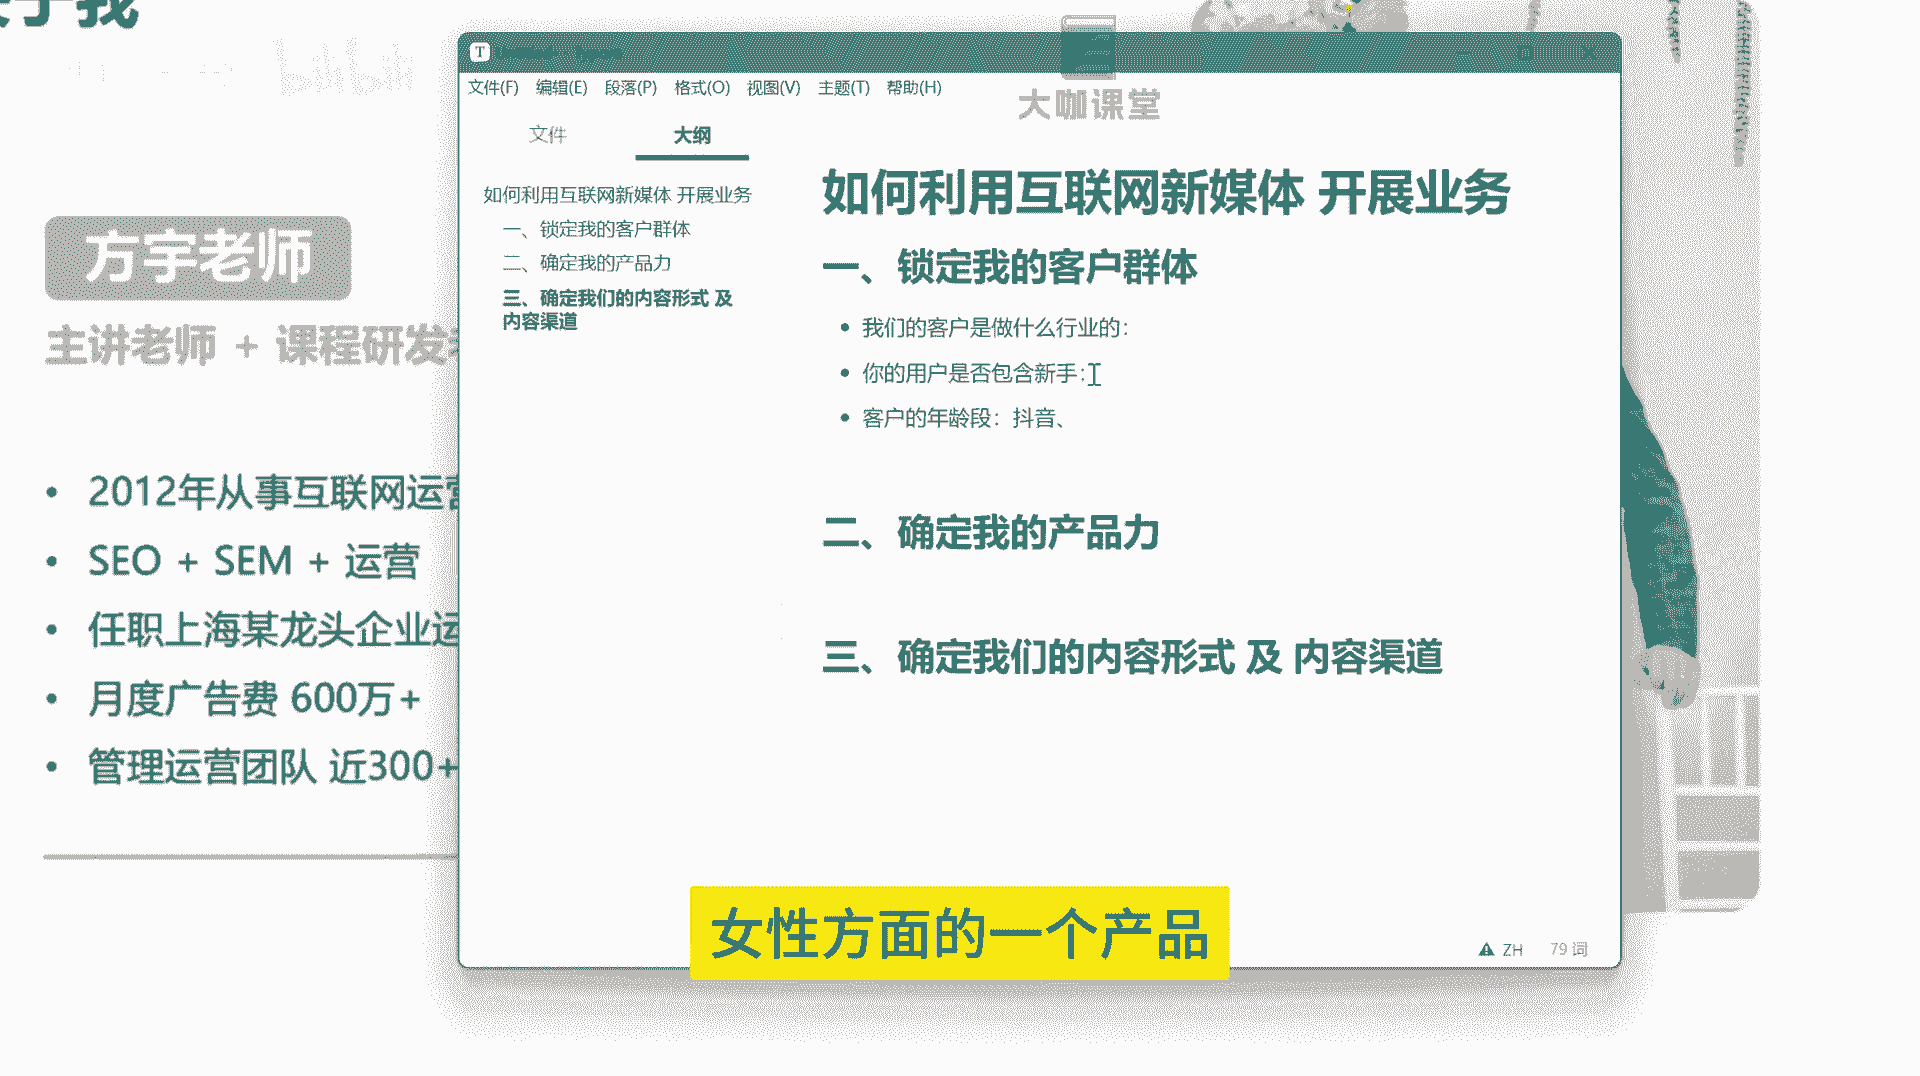 bilibili
方宇老师
主讲老师 + 课程研发
2012年从事互联网运营
SEO + SEM + 运营
任职上海某龙头企业运
月度广告费 600万+
管理运营团队 近300+
文件(F) 编辑(E) 段落(P) 格式(O) 视图(V) 主题(T) 帮助(H)
大咖课堂
文件 大纲
如何利用互联网新媒体 开展业务
一、锁定我的客户群体
二、确定我的产品力
三、确定我们的内容形式 及
内容渠道
如何利用互联网新媒体 开展业务
一、锁定我的客户群体
我们的客户是做什么行业的:
你的用户是否包含新手;
客户的年龄段：抖音、
二、确定我的产品力
三、确定我们的内容形式 及 内容渠道
ZH 79 词
女性方面的一个产品